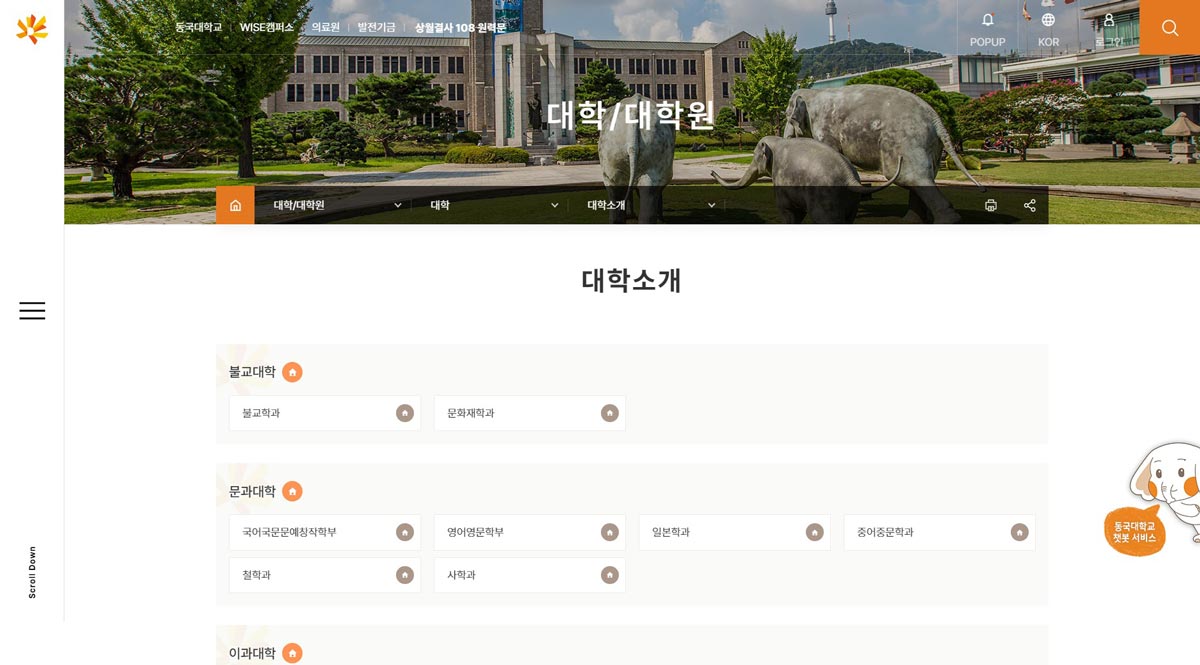 동국대학교 WISE캠퍼스 의료원 발전기금 상월결사 108 원력문
POPUP KOR 로그인
대학/대학원
대학/대학원 대학 대학소개
대학소개
불교대학
불교학과 문화재학과
문과대학
국어국문문예창작학부 영어영문학부 일본학과 중어중문학과
철학과 사학과
동국대학교
챗봇 서비스
Scroll Down
이과대학